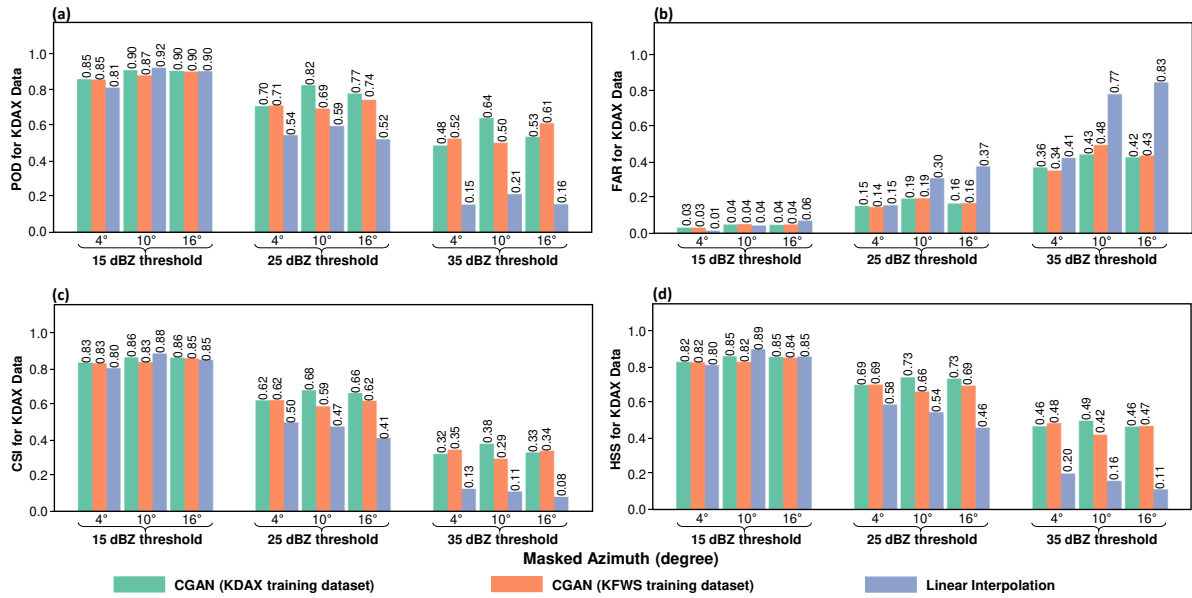 (a)
POD for KDAX Data
1.0
0.8
0.6
0.4
0.2
0.0
0.85 0.85 0.81 0.90 0.87 0.92 0.90 0.90 0.90
0.70 0.71 0.54 0.82 0.69 0.59 0.77 0.74 0.52
0.48 0.52 0.15 0.64 0.50 0.21 0.53 0.61 0.16
4° 10° 16° 4° 10° 16° 4° 10° 16°
15 dBZ threshold 25 dBZ threshold 35 dBZ threshold
(b)
FAR for KDAX Data
1.0
0.8
0.6
0.4
0.2
0.0
0.03 0.03 0.01 0.04 0.04 0.04 0.04 0.04 0.06
0.15 0.14 0.15 0.19 0.19 0.30 0.16 0.16 0.37
0.36 0.34 0.41 0.43 0.48 0.77 0.42 0.43 0.83
4° 10° 16° 4° 10° 16° 4° 10° 16°
15 dBZ threshold 25 dBZ threshold 35 dBZ threshold
(c)
CSI for KDAX Data
1.0
0.8
0.6
0.4
0.2
0.0
0.83 0.83 0.80 0.86 0.83 0.88 0.86 0.85 0.85
0.62 0.62 0.50 0.68 0.59 0.47 0.66 0.62 0.41
0.32 0.35 0.13 0.38 0.29 0.11 0.33 0.34 0.08
4° 10° 16° 4° 10° 16° 4° 10° 16°
15 dBZ threshold 25 dBZ threshold 35 dBZ threshold
(d)
HSS for KDAX Data
1.0
0.8
0.6
0.4
0.2
0.0
0.82 0.82 0.80 0.85 0.82 0.89 0.85 0.84 0.85
0.69 0.69 0.58 0.73 0.66 0.54 0.73 0.69 0.46
0.46 0.48 0.20 0.49 0.42 0.16 0.46 0.47 0.11
4° 10° 16° 4° 10° 16° 4° 10° 16°
15 dBZ threshold 25 dBZ threshold 35 dBZ threshold
Masked Azimuth (degree)
CGAN (KDAX training dataset) CGAN (KFWS training dataset) Linear Interpolation